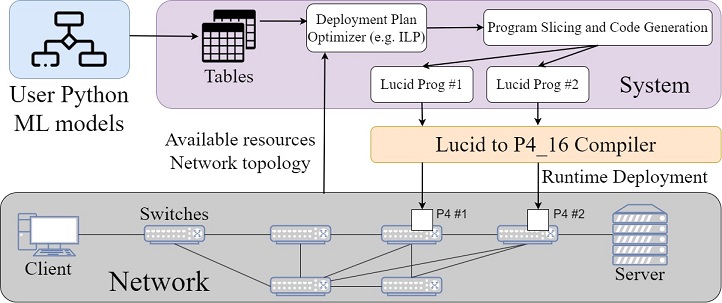 User Python
ML models
Tables
Deployment Plan
Optimizer (e.g. ILP)
Program Slicing and Code Generation
Lucid Prog #1
Lucid Prog #2
System
Available resources
Network topology
Lucid to P4_16 Compiler
Runtime Deployment
Switches
P4 #1
P4 #2
Client
Network
Server